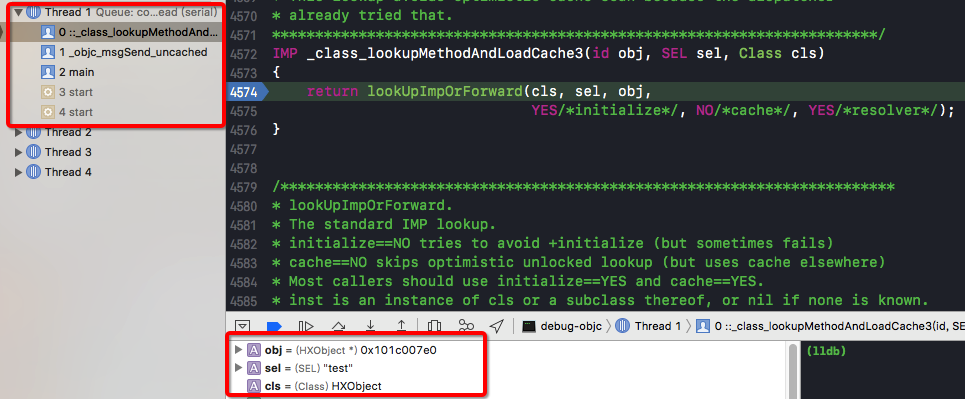 Thread 1 Queue: co...ead (serial)
0 ::_class_lookupMethodAnd...
1 _objc_msgSend_uncached
2 main
3 start
4 start
Thread 2
Thread 3
Thread 4
* already tried that.
4571
**********************************************************************/
4572 IMP _class_lookupMethodAndLoadCache3(id obj, SEL sel, Class cls)
4573 {
4574 return lookUpImpOrForward(cls, sel, obj,
4575 YES/*initialize*/, NO/*cache*/, YES/*resolver*/);
4576 }
4577
4578
4579 /***********************************************************************
4580 * lookUpImpOrForward.
4581 * The standard IMP lookup.
4582 * initialize==NO tries to avoid +initialize (but sometimes fails)
4583 * cache==NO skips optimistic unlocked lookup (but uses cache elsewhere)
4584 * Most callers should use initialize==YES and cache==YES.
4585 * inst is an instance of cls or a subclass thereof, or nil if none is known.
debug-objc Thread 1 0 ::_class_lookupMethodAndLoadCache3(id, SE
A obj = (HXObject *) 0x101c007e0
A sel = (SEL) "test"
A cls = (Class) HXObject
(lldb)